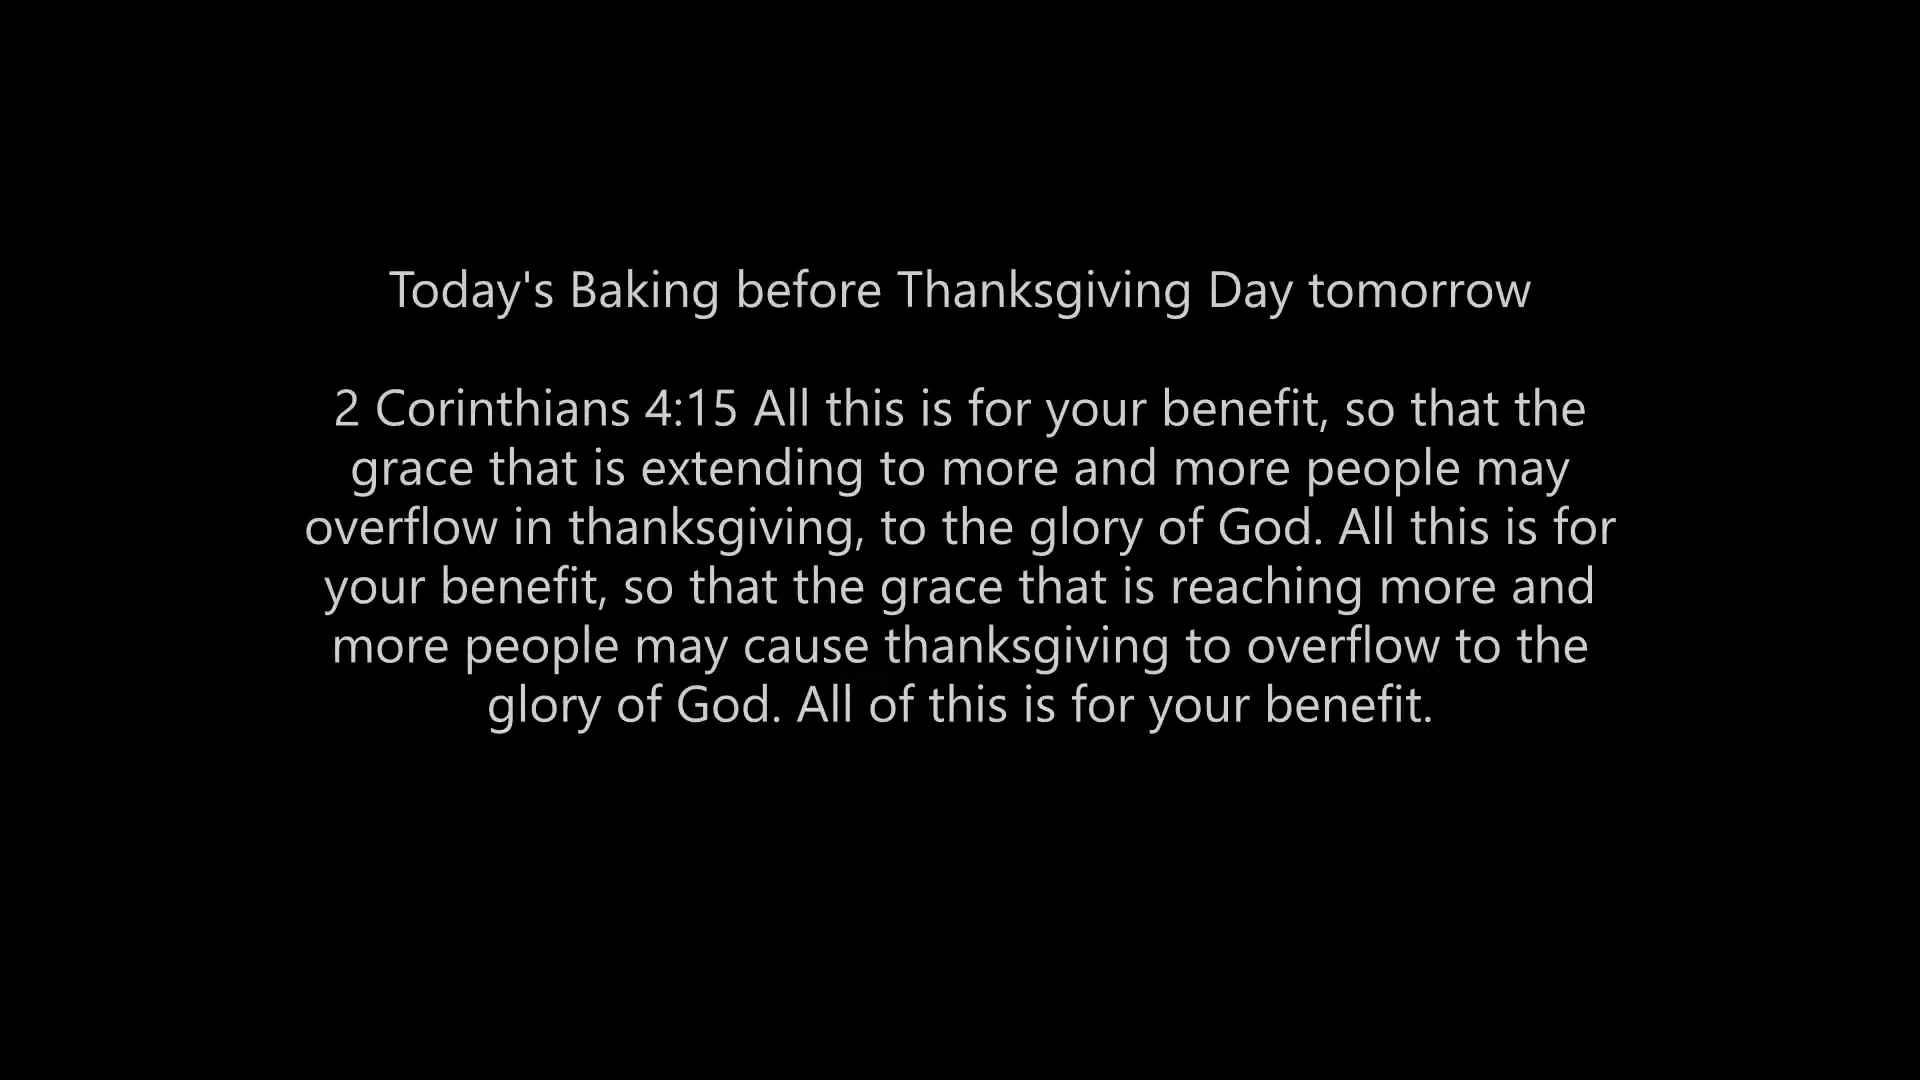 Today's Baking before Thanksgiving Day tomorrow
2 Corinthians 4:15 All this is for your benefit, so that the
grace that is extending to more and more people may
overflow in thanksgiving, to the glory of God. All this is for
your benefit, so that the grace that is reaching more and
more people may cause thanksgiving to overflow to the
glory of God. All of this is for your benefit.